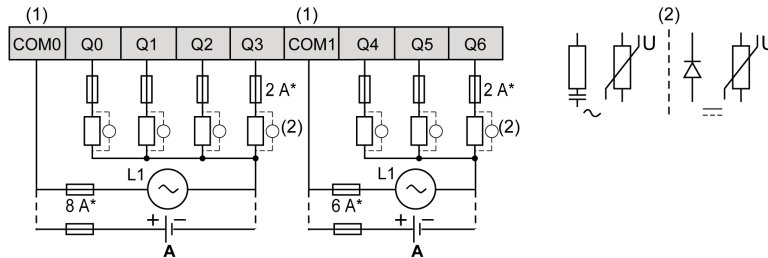 (1) (1) (2)
COM0 Q0 Q1 Q2 Q3 COM1 Q4 Q5 Q6
U U
2 A* 2 A*
(2) (2)
L1 L1
8 A* 6 A*
+ − + −
A A